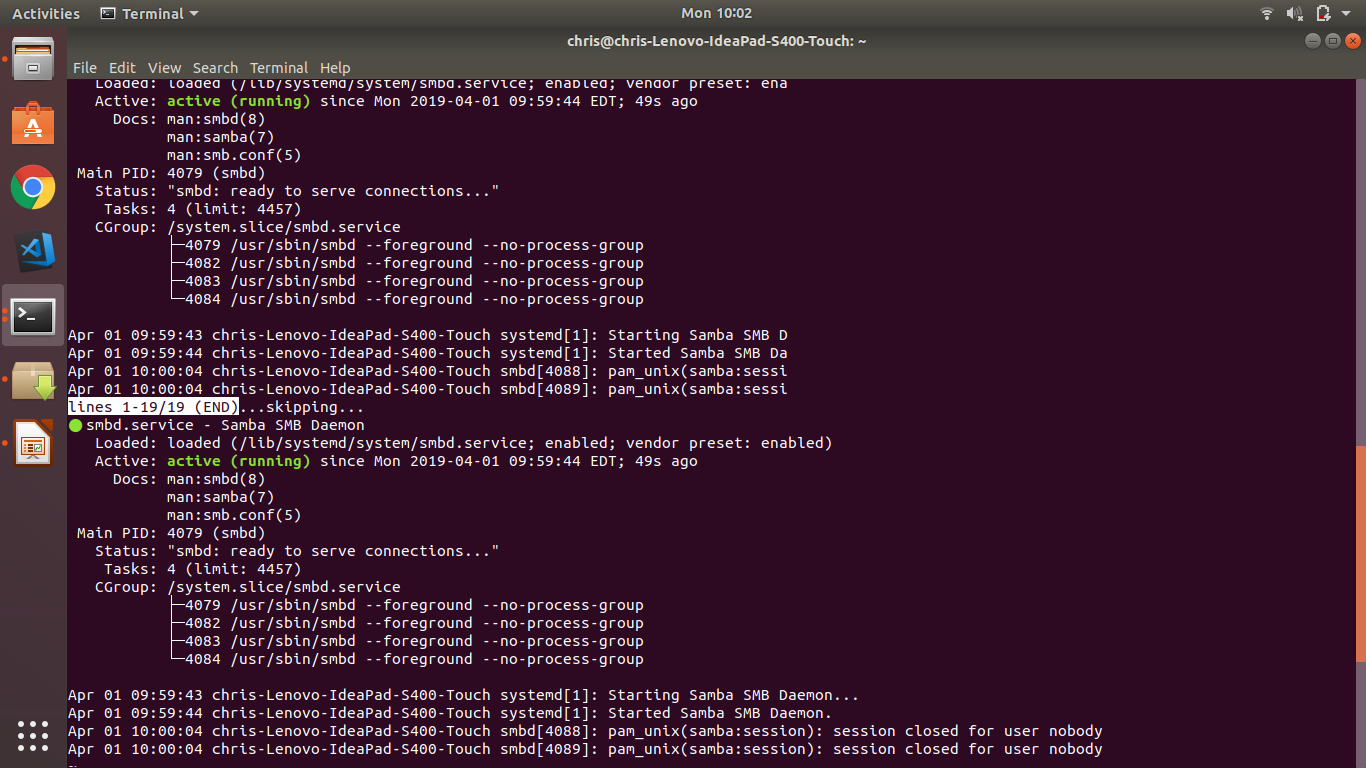 Activities Terminal Mon 10:02
chris@chris-Lenovo-IdeaPad-S400-Touch: ~
File Edit View Search Terminal Help
Loaded: loaded (/lib/systemd/system/smbd.service; enabled; vendor preset: ena
Active: active (running) since Mon 2019-04-01 09:59:44 EDT; 49s ago
Docs: man:smbd(8)
man:samba(7)
man:smb.conf(5)
Main PID: 4079 (smbd)
Status: "smbd: ready to serve connections..."
Tasks: 4 (limit: 4457)
CGroup: /system.slice/smbd.service
├─4079 /usr/sbin/smbd --foreground --no-process-group
├─4082 /usr/sbin/smbd --foreground --no-process-group
├─4083 /usr/sbin/smbd --foreground --no-process-group
└─4084 /usr/sbin/smbd --foreground --no-process-group
Apr 01 09:59:43 chris-Lenovo-IdeaPad-S400-Touch systemd[1]: Starting Samba SMB D
Apr 01 09:59:44 chris-Lenovo-IdeaPad-S400-Touch systemd[1]: Started Samba SMB Da
Apr 01 10:00:04 chris-Lenovo-IdeaPad-S400-Touch smbd[4088]: pam_unix(samba:sessi
Apr 01 10:00:04 chris-Lenovo-IdeaPad-S400-Touch smbd[4089]: pam_unix(samba:sessi
lines 1-19/19 (END)...skipping...
● smbd.service - Samba SMB Daemon
Loaded: loaded (/lib/systemd/system/smbd.service; enabled; vendor preset: enabled)
Active: active (running) since Mon 2019-04-01 09:59:44 EDT; 49s ago
Docs: man:smbd(8)
man:samba(7)
man:smb.conf(5)
Main PID: 4079 (smbd)
Status: "smbd: ready to serve connections..."
Tasks: 4 (limit: 4457)
CGroup: /system.slice/smbd.service
├─4079 /usr/sbin/smbd --foreground --no-process-group
├─4082 /usr/sbin/smbd --foreground --no-process-group
├─4083 /usr/sbin/smbd --foreground --no-process-group
└─4084 /usr/sbin/smbd --foreground --no-process-group
Apr 01 09:59:43 chris-Lenovo-IdeaPad-S400-Touch systemd[1]: Starting Samba SMB Daemon...
Apr 01 09:59:44 chris-Lenovo-IdeaPad-S400-Touch systemd[1]: Started Samba SMB Daemon.
Apr 01 10:00:04 chris-Lenovo-IdeaPad-S400-Touch smbd[4088]: pam_unix(samba:session): session closed for user nobody
Apr 01 10:00:04 chris-Lenovo-IdeaPad-S400-Touch smbd[4089]: pam_unix(samba:session): session closed for user nobody
~